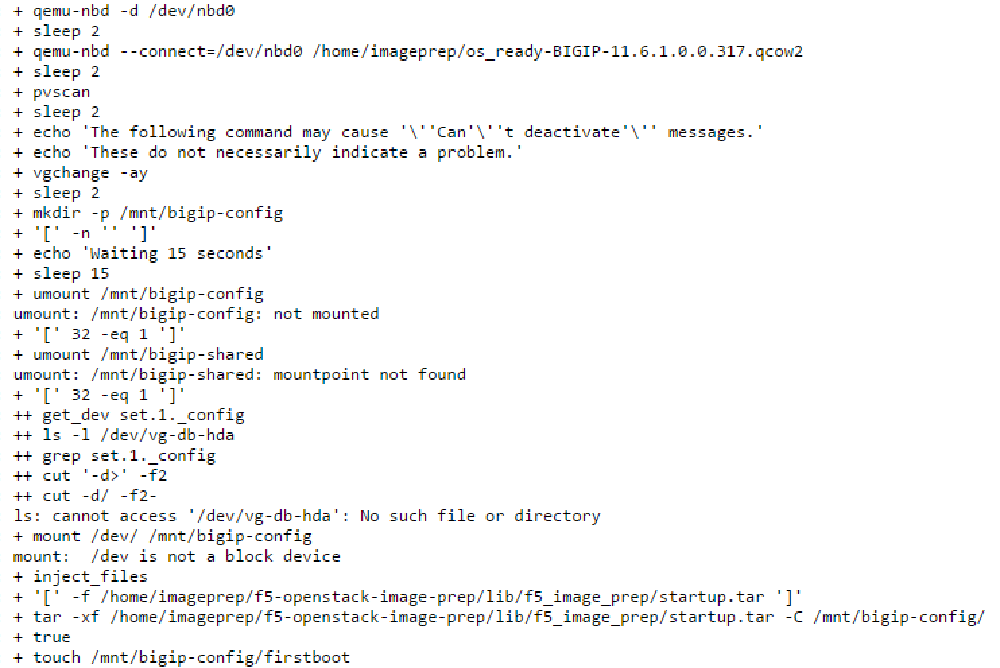 + qemu-nbd -d /dev/nbd0
+ sleep 2
+ qemu-nbd --connect=/dev/nbd0 /home/imageprep/os_ready-BIGIP-11.6.1.0.0.317.qcow2
+ sleep 2
+ pvscan
+ sleep 2
+ echo 'The following command may cause '\''Can'\''t deactivate'\'' messages.'
+ echo 'These do not necessarily indicate a problem.'
+ vgchange -ay
+ sleep 2
+ mkdir -p /mnt/bigip-config
+ '[' -n '' ']'
+ echo 'Waiting 15 seconds'
+ sleep 15
+ umount /mnt/bigip-config
umount: /mnt/bigip-config: not mounted
+ '[' 32 -eq 1 ']'
+ umount /mnt/bigip-shared
umount: /mnt/bigip-shared: mountpoint not found
+ '[' 32 -eq 1 ']'
++ get_dev set.1._config
++ ls -l /dev/vg-db-hda
++ grep set.1._config
++ cut '-d>' -f2
++ cut -d/ -f2-
ls: cannot access '/dev/vg-db-hda': No such file or directory
+ mount /dev/ /mnt/bigip-config
mount:  /dev is not a block device
+ inject_files
+ '[' -f /home/imageprep/f5-openstack-image-prep/lib/f5_image_prep/startup.tar ']'
+ tar -xf /home/imageprep/f5-openstack-image-prep/lib/f5_image_prep/startup.tar -C /mnt/bigip-config/
+ true
+ touch /mnt/bigip-config/firstboot